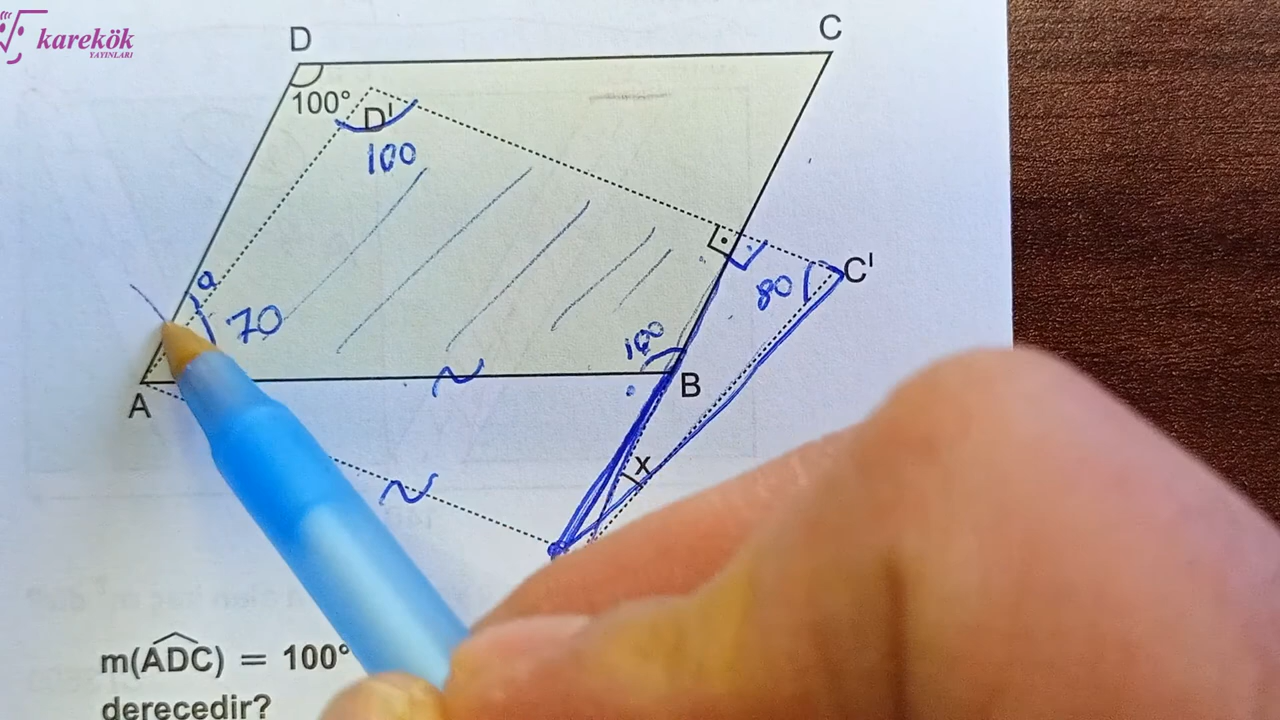 karekök
YAYINLARI
D
C
100°
D'
100
C'
80
a
70
100
B
A
x
m(ADC) = 100°
derecedir?